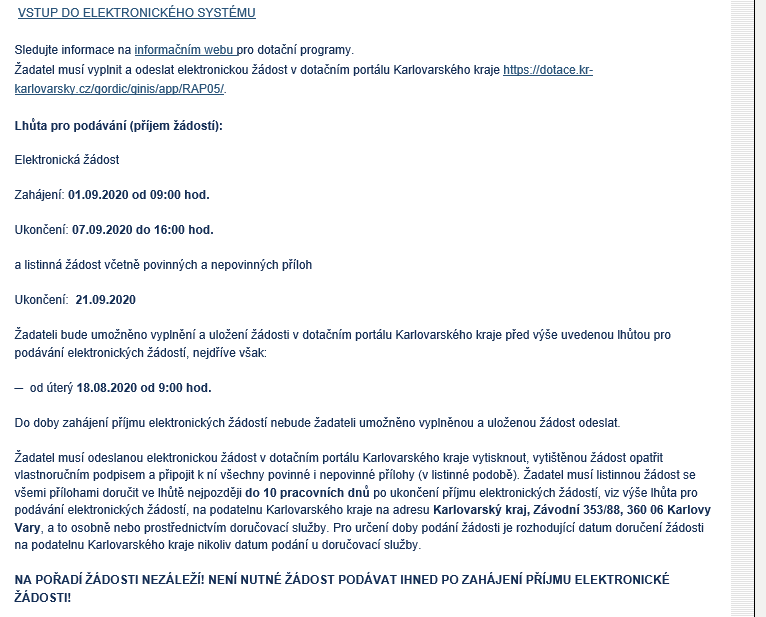 VSTUP DO ELEKTRONICKÉHO SYSTÉMU
Sledujte informace na informačním webu pro dotační programy.
Žadatel musí vyplnit a odeslat elektronickou žádost v dotačním portálu Karlovarského kraje https://dotace.kr-
karlovarsky.cz/gordic/ginis/app/RAP05/.
Lhůta pro podávání (příjem žádostí):
Elektronická žádost
Zahájení: 01.09.2020 od 09:00 hod.
Ukončení: 07.09.2020 do 16:00 hod.
a listinná žádost včetně povinných a nepovinných příloh
Ukončení: 21.09.2020
Žadateli bude umožněno vyplnění a uložení žádosti v dotačním portálu Karlovarského kraje před výše uvedenou lhůtou pro
podávání elektronických žádostí, nejdříve však:
— od úterý 18.08.2020 od 9:00 hod.
Do doby zahájení příjmu elektronických žádostí nebude žadateli umožněno vyplněnou a uloženou žádost odeslat.
Žadatel musí odeslanou elektronickou žádost v dotačním portálu Karlovarského kraje vytisknout, vytištěnou žádost opatřit
vlastnoručním podpisem a připojit k ní všechny povinné i nepovinné přílohy (v listinné podobě). Žadatel musí listinnou žádost se
všemi přílohami doručit ve lhůtě nejpozději do 10 pracovních dnů po ukončení příjmu elektronických žádostí, viz výše lhůta pro
podávání elektronických žádostí, na podatelnu Karlovarského kraje na adresu Karlovarský kraj, Závodní 353/88, 360 06 Karlovy
Vary, a to osobně nebo prostřednictvím doručovací služby. Pro určení doby podání žádosti je rozhodující datum doručení žádosti
na podatelnu Karlovarského kraje nikoliv datum podání u doručovací služby.
NA POŘADÍ ŽÁDOSTI NEZÁLEŽÍ! NENÍ NUTNÉ ŽÁDOST PODÁVAT IHNED PO ZAHÁJENÍ PŘÍJMU ELEKTRONICKÉ
ŽÁDOSTI!